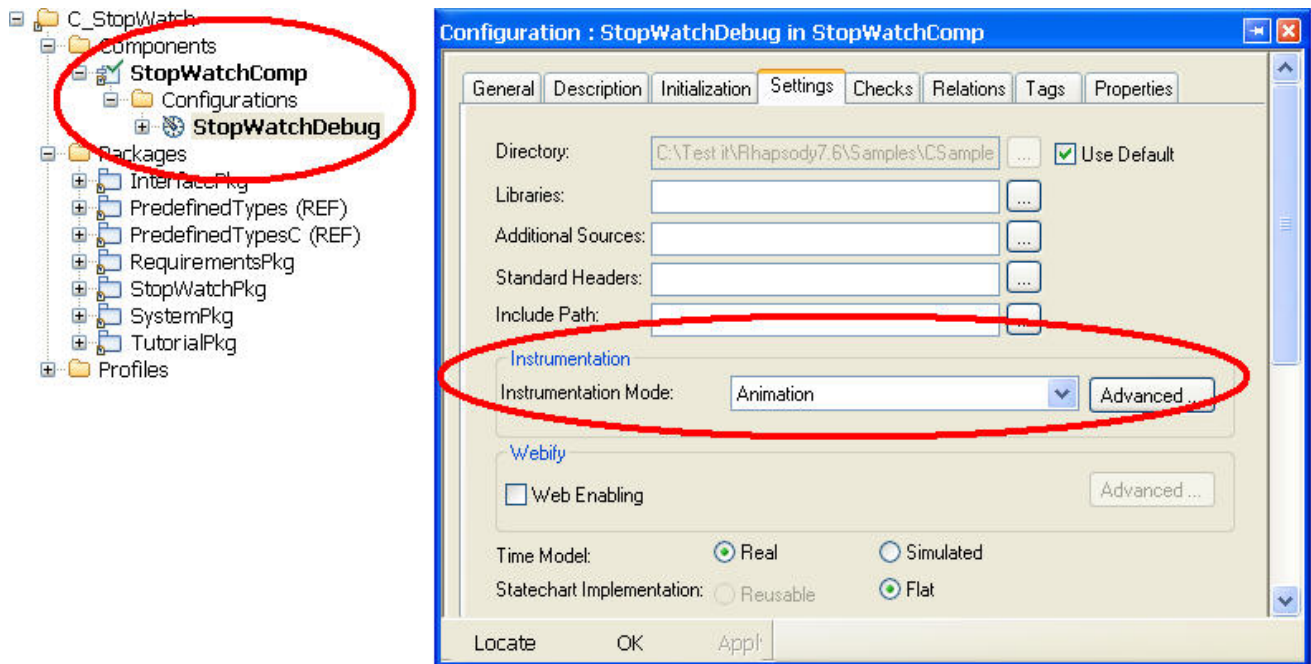 C_StopWatch
Components
StopWatchComp
Configurations
StopWatchDebug
Packages
InterfacePkg
PredefinedTypes (REF)
PredefinedTypesC (REF)
RequirementsPkg
StopWatchPkg
SystemPkg
TutorialPkg
Profiles
Configuration : StopWatchDebug in StopWatchComp
General Description Initialization Settings Checks Relations Tags Properties
Directory: C:\Test it\Rhapsody7.6\Samples\CSample ... Use Default
Libraries: ...
Additional Sources: ...
Standard Headers: ...
Include Path: ...
Instrumentation
Instrumentation Mode: Animation Advanced ...
Webify
Web Enabling Advanced ...
Time Model: Real Simulated
Statechart Implementation: Reusable Flat
Locate OK Appl